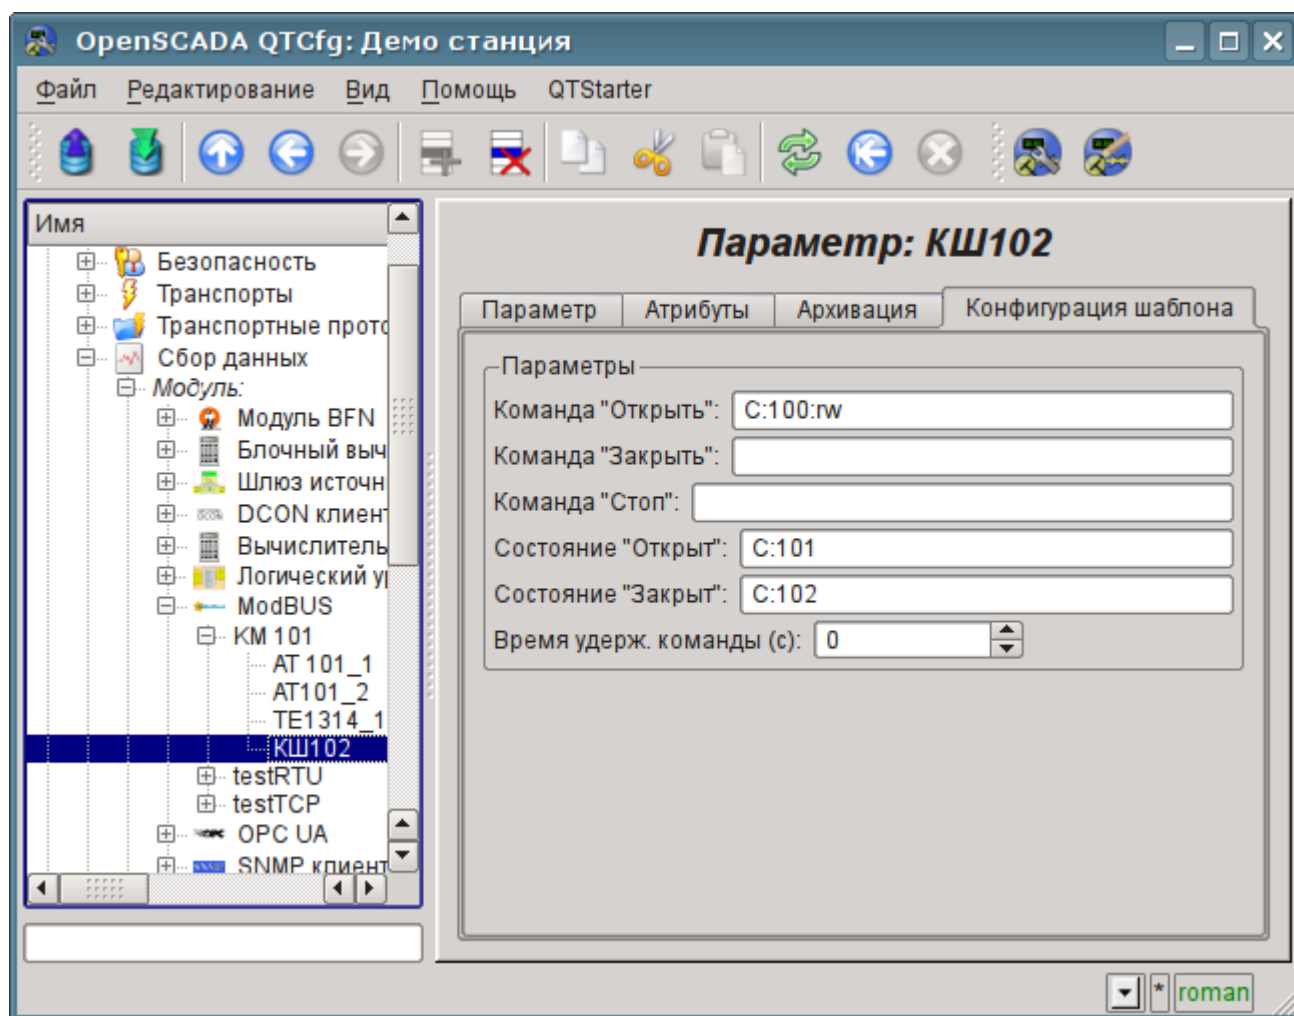 OpenSCADA QTCfg: Демо станция
Файл Редактирование Вид Помощь QTStarter
Имя
Безопасность
Транспорты
Транспортные прото
Сбор данных
Модуль:
Модуль BFN
Блочный выч
Шлюз источн
DCON клиент
Вычислитель
Логический у
ModBUS
КМ 101
AT 101_1
AT101_2
TE1314_1
КШ102
testRTU
testTCP
OPC UA
SNMP клиент
Параметр: КШ102
Параметр Атрибуты Архивация Конфигурация шаблона
Параметры
Команда "Открыть": C:100:rw
Команда "Закрыть":
Команда "Стоп":
Состояние "Открыт": C:101
Состояние "Закрыт": C:102
Время удерж. команды (с): 0
* roman